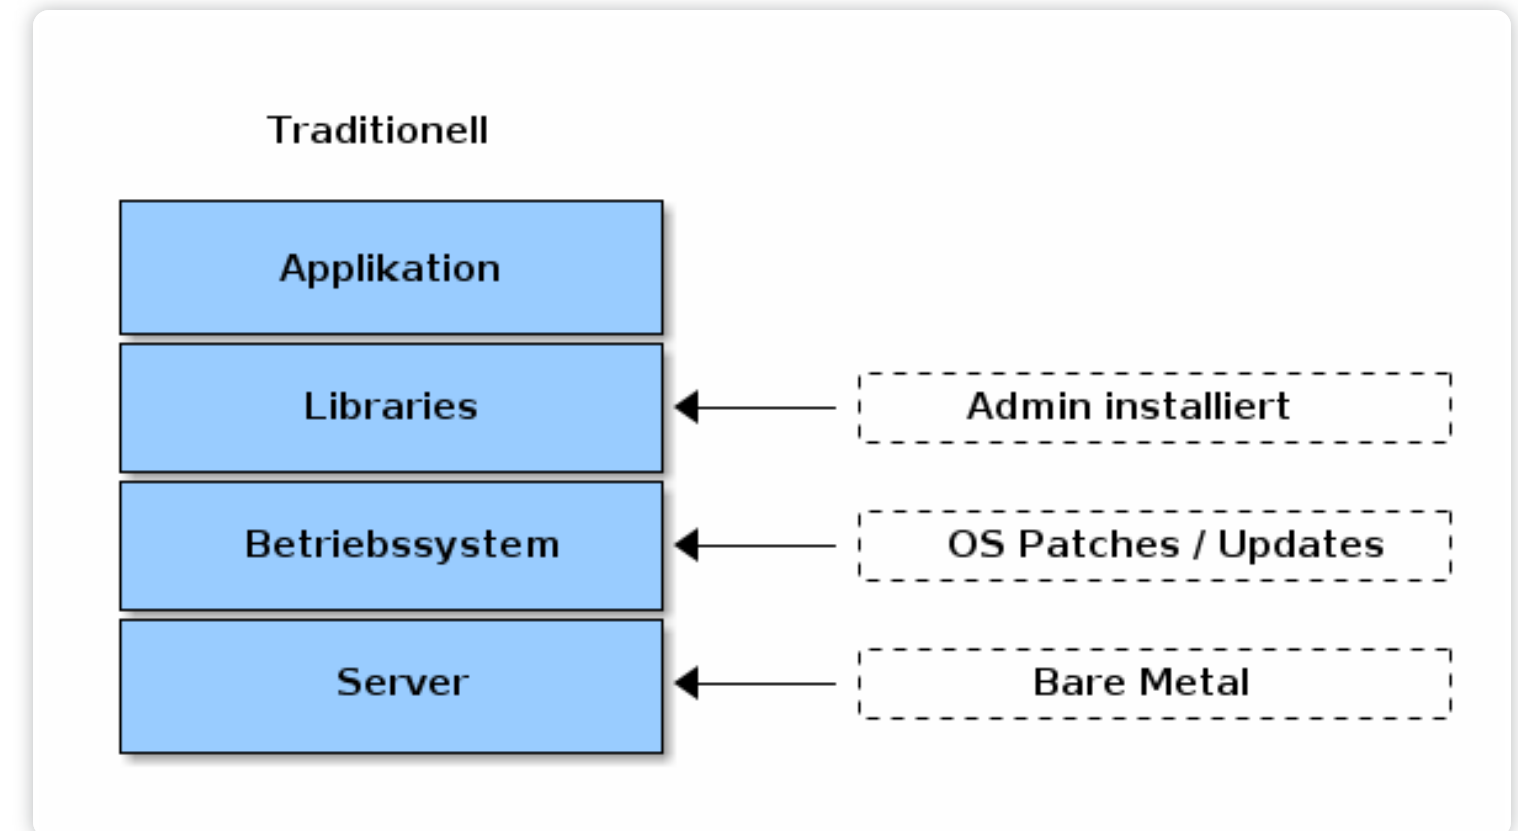 Traditionell
Applikation
Libraries
Admin installiert
Betriebssystem
OS Patches / Updates
Server
Bare Metal